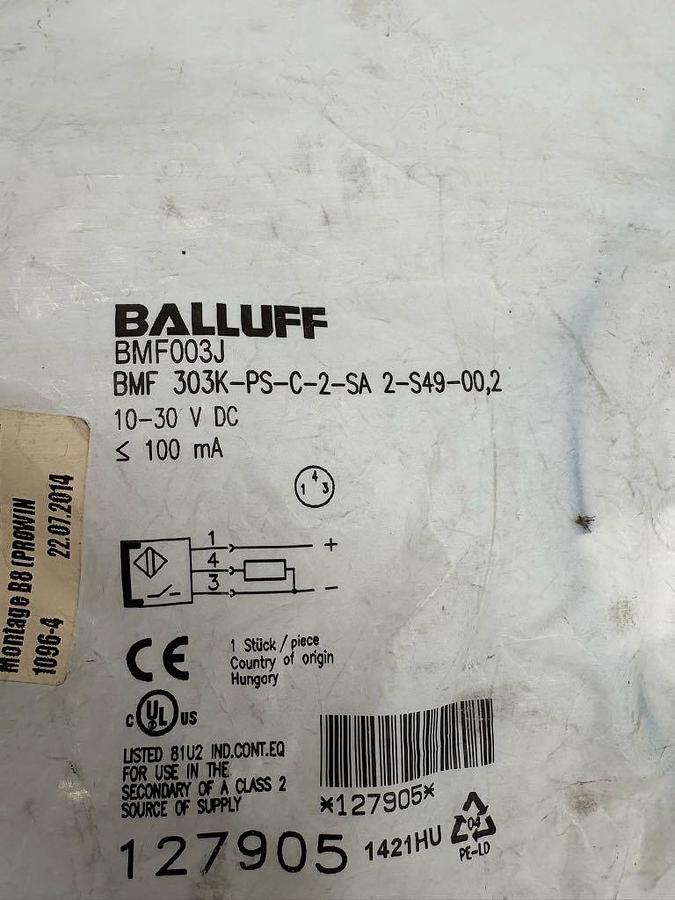 BALLUFF
BMF003J
BMF 303K-PS-C-2-SA 2-S49-00,2
10-30 V DC
≤ 100 mA
1 4 3
1 +
4
3 −
CE
1 Stück / piece
Country of origin
Hungary
C UL US
LISTED 81U2 IND.CONT.EQ
FOR USE IN THE
SECONDARY OF A CLASS 2
SOURCE OF SUPPLY
*127905*
127905
1421HU
04
PE-LD
Montage B8 (PROWIN
1096-4 22.07.2014